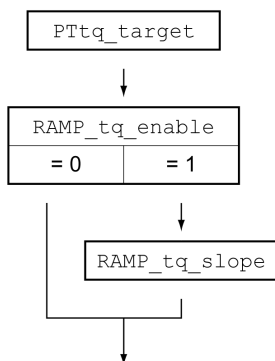 PTtq_target
RAMP_tq_enable
= 0 = 1
RAMP_tq_slope